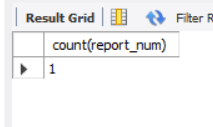 Result Grid Filter R
count(report_num)
1